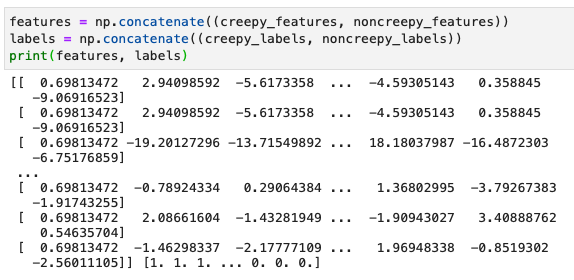 features = np.concatenate((creepy_features, noncreepy_features))
labels = np.concatenate((creepy_labels, noncreepy_labels))
print(features, labels)
[[  0.69813472   2.94098592  -5.6173358  ...  -4.59305143   0.358845
   -9.06916523]
 [  0.69813472   2.94098592  -5.6173358  ...  -4.59305143   0.358845
   -9.06916523]
 [  0.69813472 -19.20127296 -13.71549892 ...  18.18037987 -16.4872303
   -6.75176859]
 ...
 [  0.69813472  -0.78924334   0.29064384 ...   1.36802995  -3.79267383
   -1.91743255]
 [  0.69813472   2.08661604  -1.43281949 ...  -1.90943027   3.40888762
    0.54635704]
 [  0.69813472  -1.46298337  -2.17777109 ...   1.96948338  -0.8519302
   -2.56011105]] [1. 1. 1. ... 0. 0. 0.]